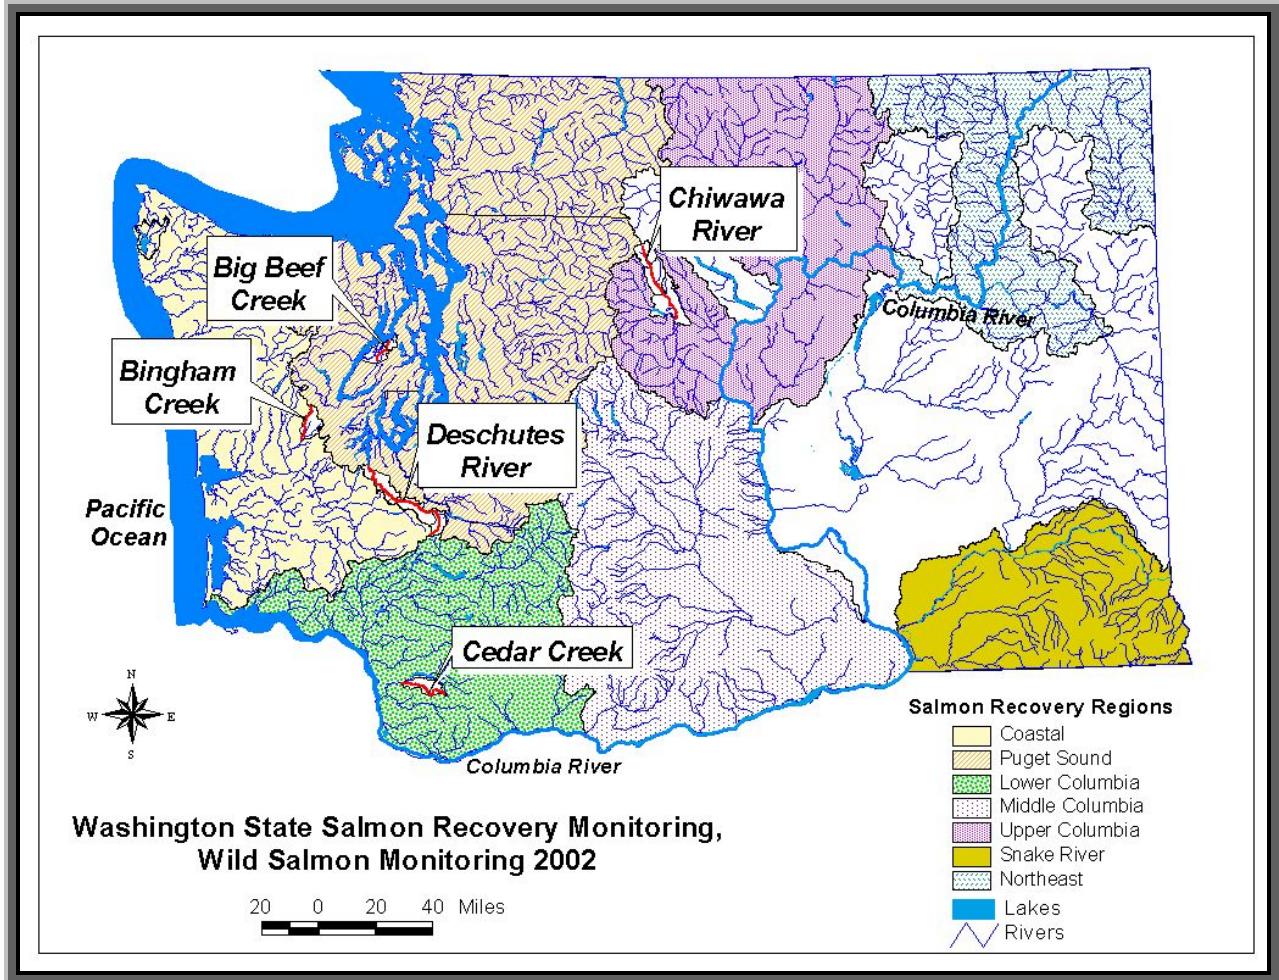 Chiwawa
River
Big Beef
Creek
Columbia River
Bingham
Creek
Deschutes
River
Pacific
Ocean
Cedar Creek
N
W E
S
Columbia River
Salmon Recovery Regions
Coastal
Puget Sound
Lower Columbia
Middle Columbia
Upper Columbia
Snake River
Northeast
Lakes
Rivers
Washington State Salmon Recovery Monitoring,
Wild Salmon Monitoring 2002
20 0 20 40 Miles